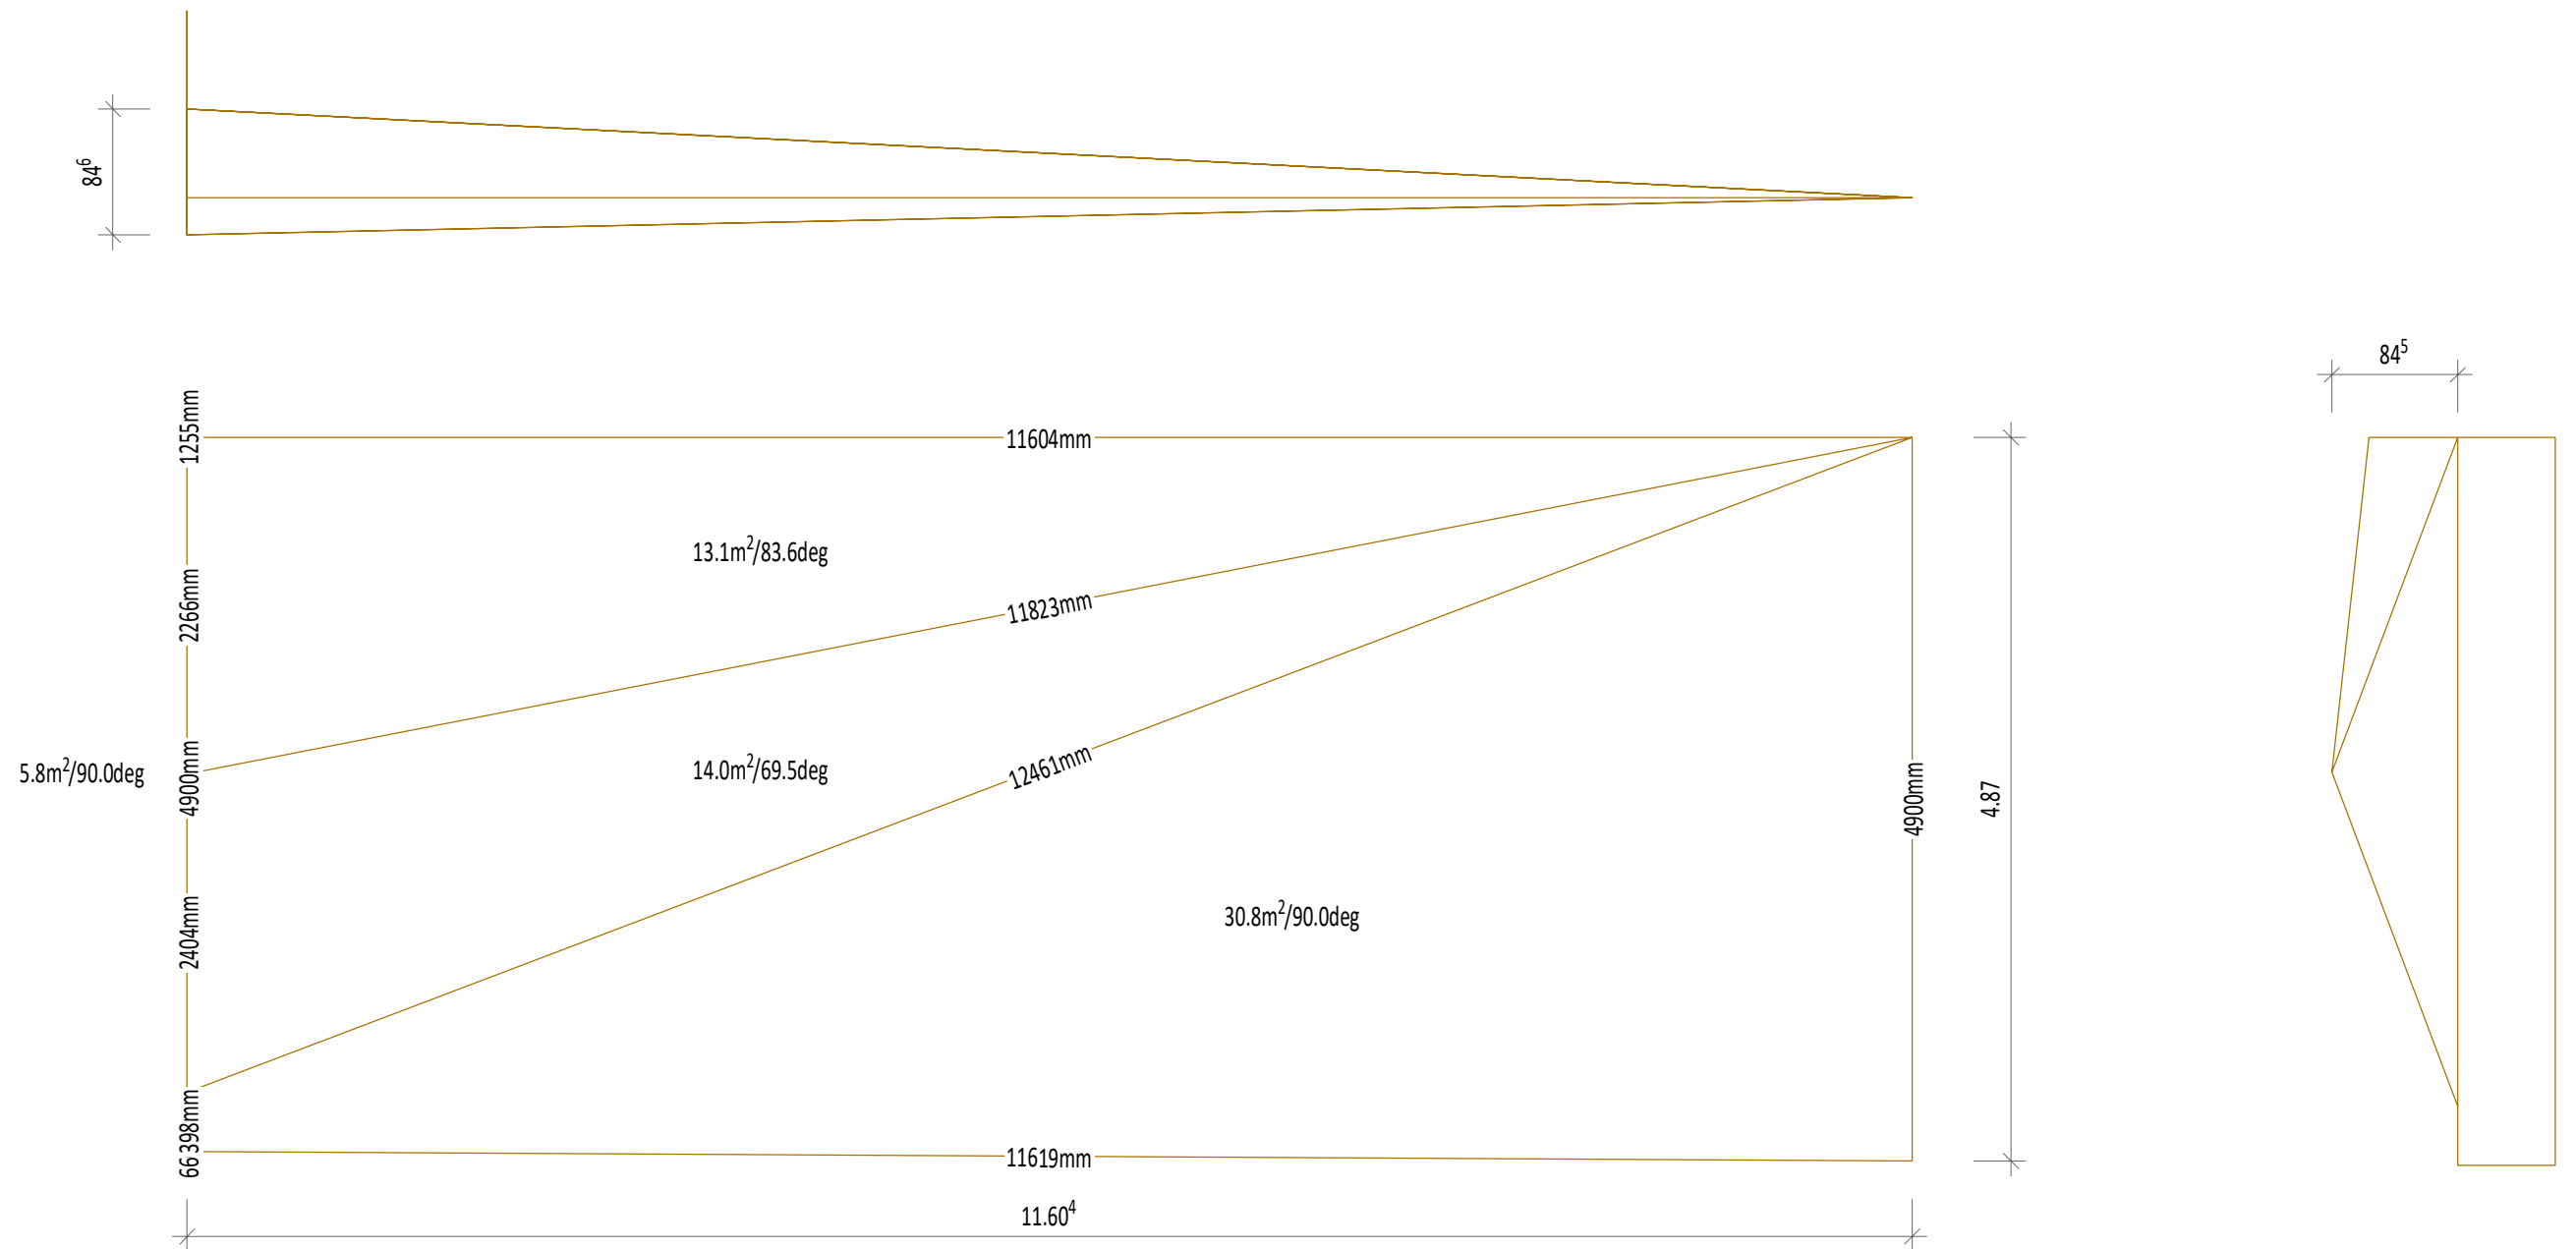 84⁶
84⁵
1255mm
11604mm
13.1m²/83.6deg
2266mm
11823mm
5.8m²/90.0deg
4900mm
14.0m²/69.5deg
12461mm
4900mm
4.87
2404mm
30.8m²/90.0deg
398mm
66
11619mm
11.60⁴